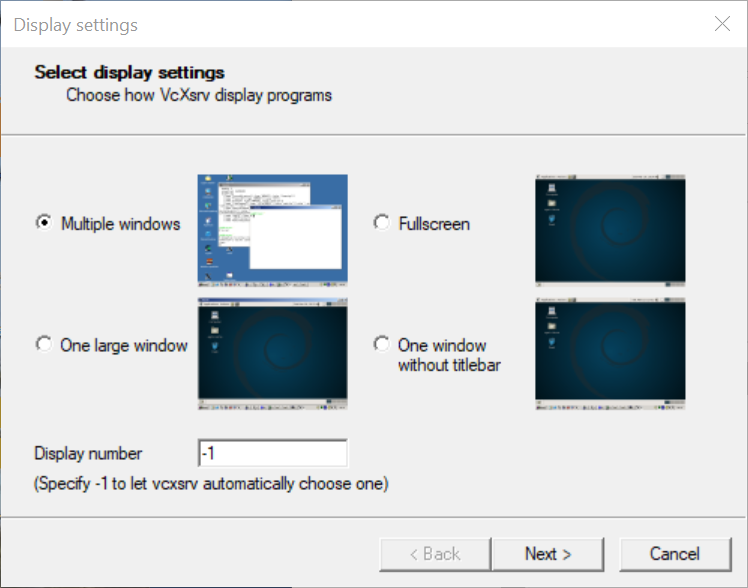 Display settings
Select display settings
Choose how VcXsrv display programs
Multiple windows
Fullscreen
One large window
One window
without titlebar
Display number
-1
(Specify -1 to let vcxsrv automatically choose one)
< Back
Next >
Cancel